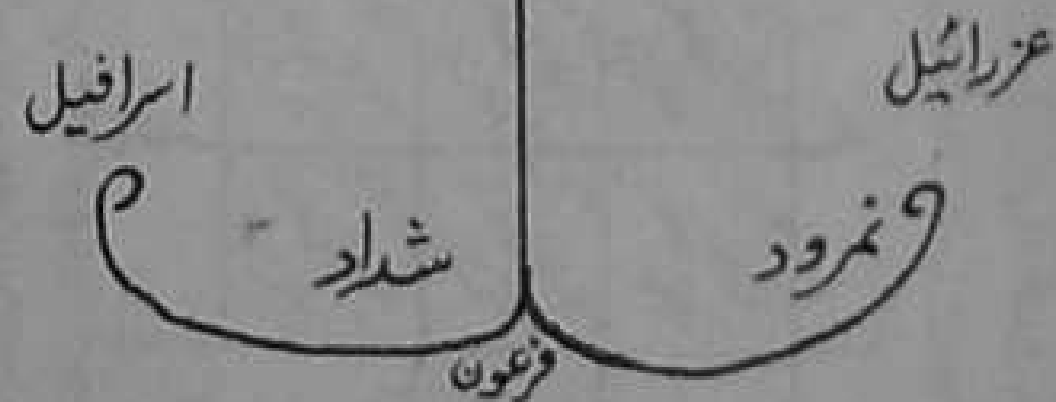 عزرائیل
اسرافیل
نمرود
شداد
فرعون